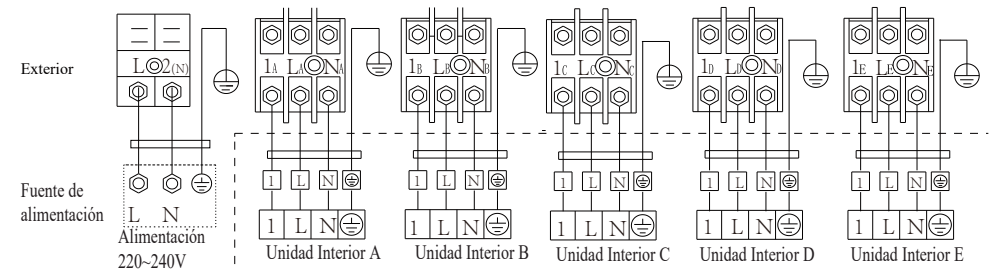 Exterior
L 2(N)
1A LA NA
1B LB NB
1C LC NC
1D LD ND
1E LE NE
Fuente de
alimentación
L N
Alimentación
220~240V
1 L N
1 L N
Unidad Interior A
1 L N
1 L N
Unidad Interior B
1 L N
1 L N
Unidad Interior C
1 L N
1 L N
Unidad Interior D
1 L N
1 L N
Unidad Interior E